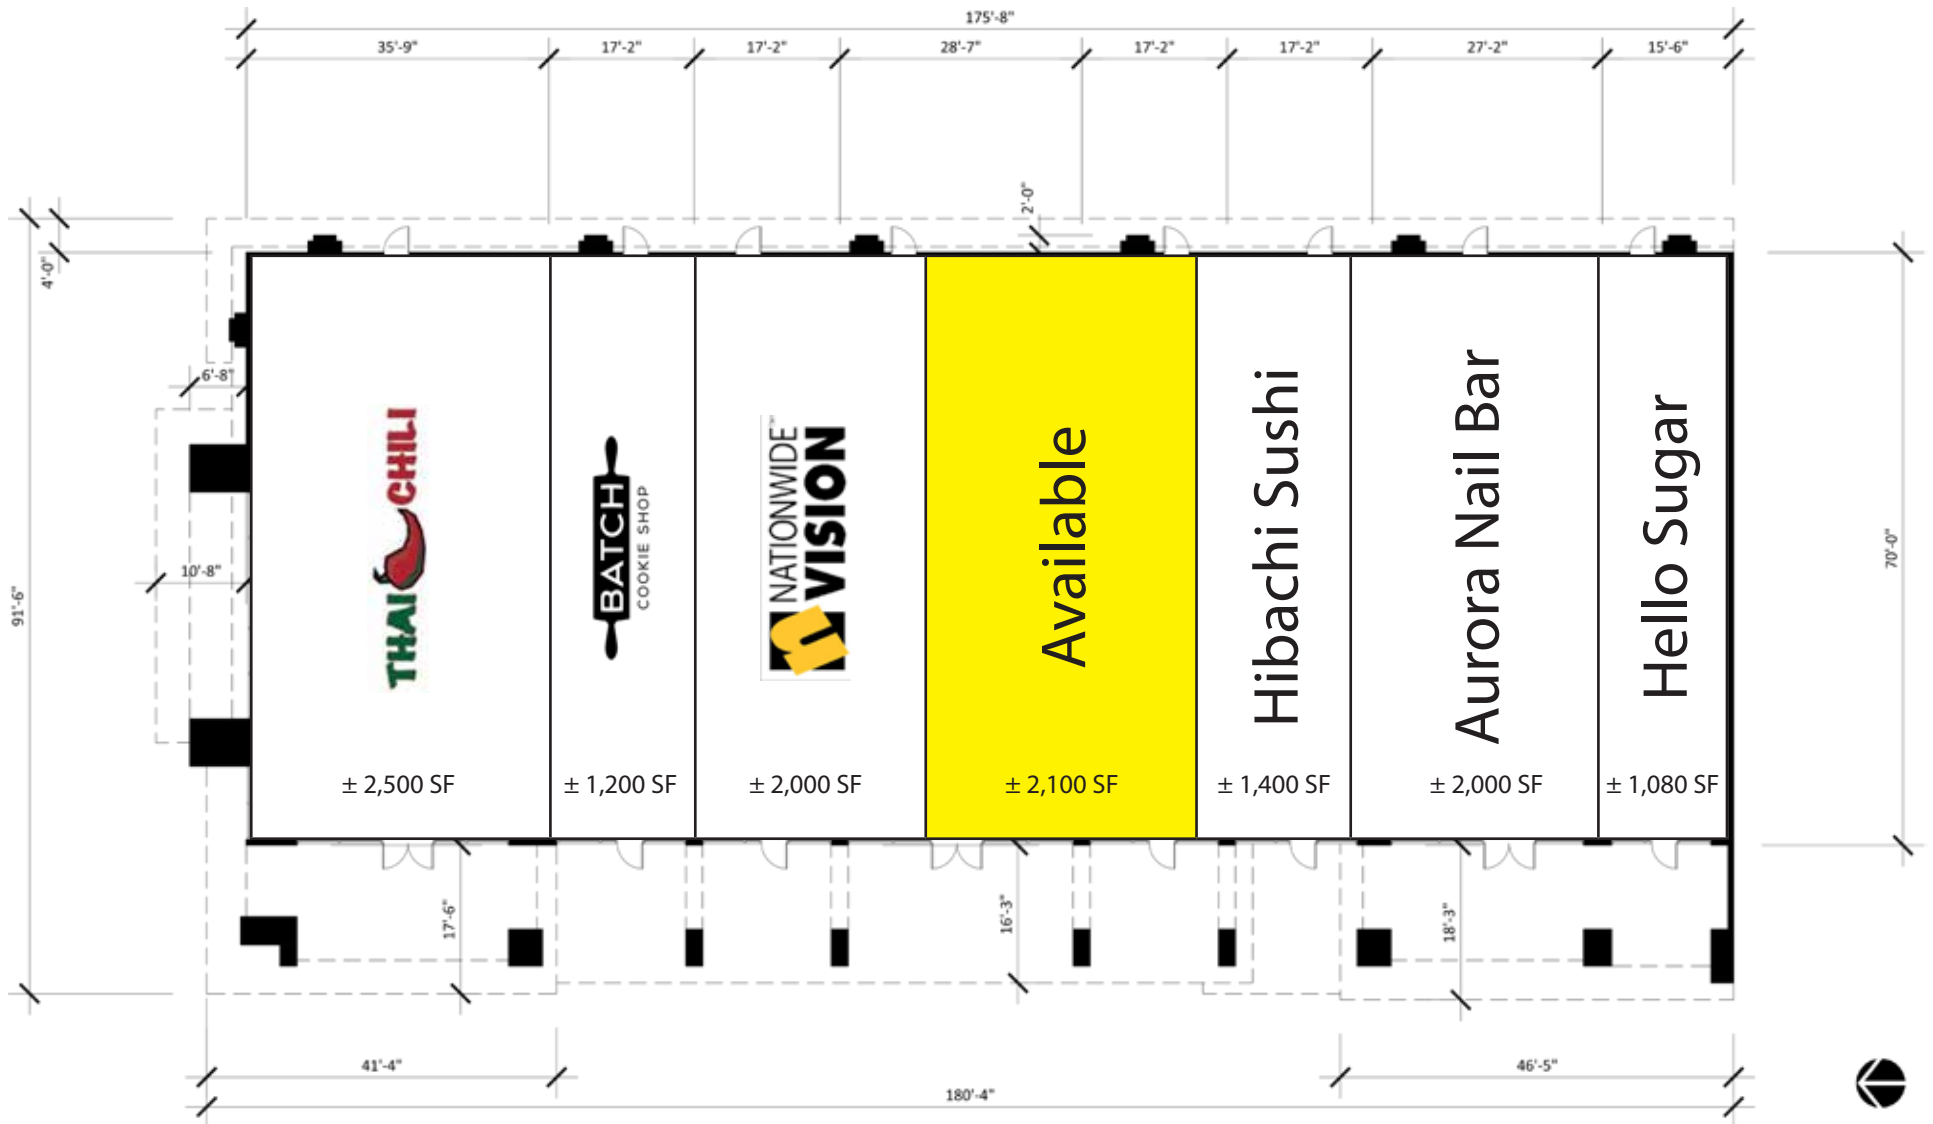 175'-8"
35'-9"
17'-2"
17'-2"
28'-7"
17'-2"
17'-2"
27'-2"
15'-6"
2'-0"
4'-0"
6'-8"
10'-8"
91'-6"
70'-0"
THAI CHILI
± 2,500 SF
BATCH
COOKIE SHOP
± 1,200 SF
NATIONWIDE
VISION
± 2,000 SF
Available
± 2,100 SF
Hibachi Sushi
± 1,400 SF
Aurora Nail Bar
± 2,000 SF
Hello Sugar
± 1,080 SF
17'-6"
16'-3"
18'-3"
41'-4"
46'-5"
180'-4"